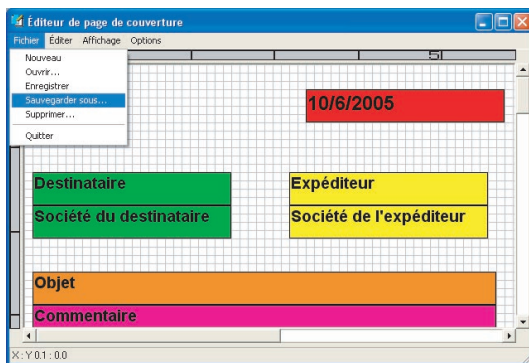 Éditeur de page de couverture
Fichier Éditer Affichage Options
Nouveau
Ouvrir...
Enregistrer
Sauvegarder sous...
Supprimer...
Quitter
5
10/6/2005
Destinataire Expéditeur
Société du destinataire Société de l'expéditeur
Objet
Commentaire
X : Y 0.1 : 0.0